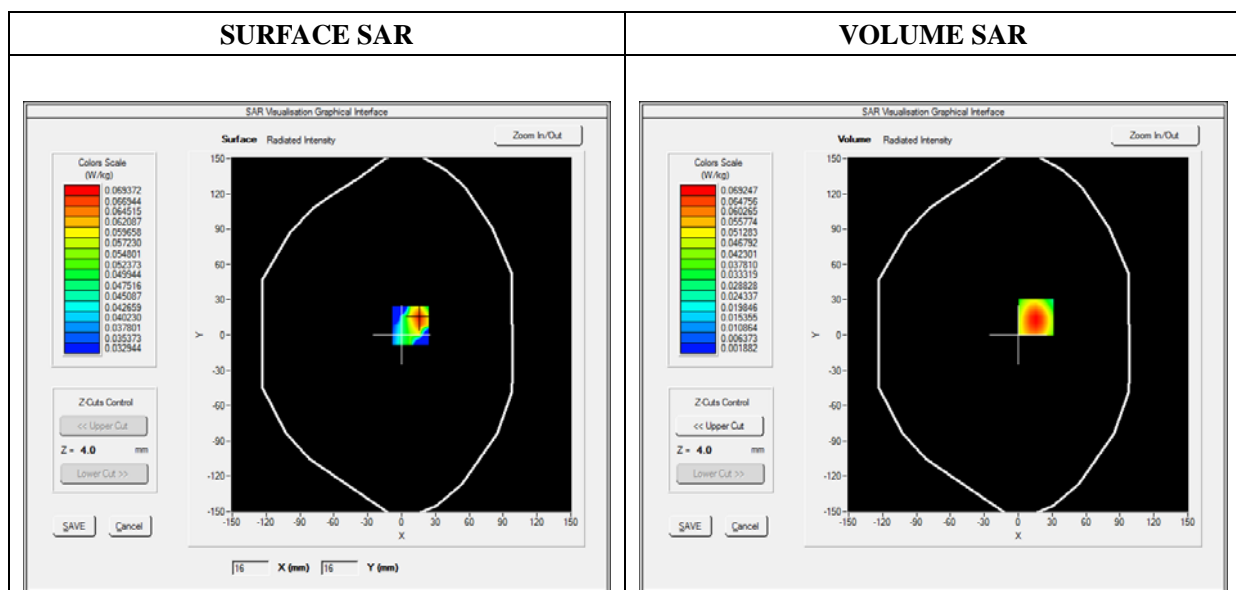 SURFACE SAR
SAR Visualisation Graphical Interface
Surface Radiated Intensity
Zoom In/Out
Colors Scale
(W/kg)
0.069372
0.066944
0.064515
0.062087
0.059658
0.057230
0.054801
0.052373
0.049944
0.047516
0.045087
0.042659
0.040230
0.037801
0.035373
0.032944
Z-Cuts Control
<< Upper Cut
Z = 4.0 mm
Lower Cut >>
SAVE Cancel
150
120
90
60
30
0
-30
-60
-90
-120
-150
Y
-150 -120 -90 -60 -30 0 30 60 90 120 150
X
16 X (mm) 16 Y (mm)
VOLUME SAR
SAR Visualisation Graphical Interface
Volume Radiated Intensity
Zoom In/Out
Colors Scale
(W/kg)
0.069247
0.064756
0.060265
0.055774
0.051283
0.046792
0.042301
0.037810
0.033319
0.028828
0.024337
0.019846
0.015355
0.010864
0.006373
0.001882
Z-Cuts Control
<< Upper Cut
Z = 4.0 mm
Lower Cut >>
SAVE Cancel
150
120
90
60
30
0
-30
-60
-90
-120
-150
Y
-150 -120 -90 -60 -30 0 30 60 90 120 150
X